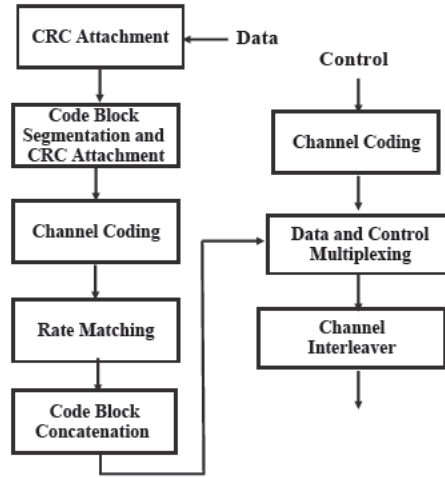 CRC Attachment
Data
Code Block
Segmentation and
CRC Attachment
Channel Coding
Rate Matching
Code Block
Concatenation
Control
Channel Coding
Data and Control
Multiplexing
Channel
Interleaver